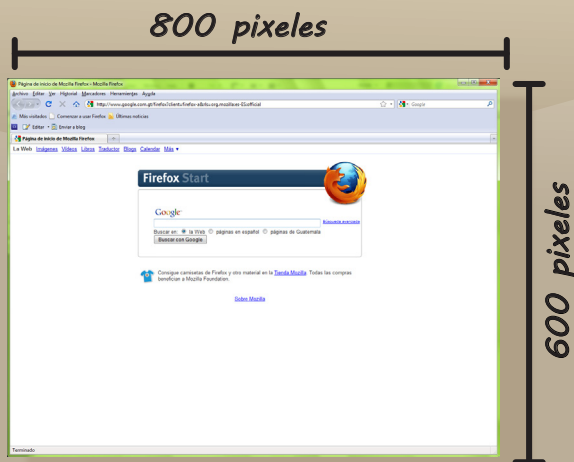 800 pixeles
Página de inicio de Mozilla Firefox - Mozilla Firefox
Archivo Editar Ver Historial Marcadores Herramientas Ayuda
Google
Más visitados Comenzar a usar Firefox Últimas noticias
Editar Enviar a blog
Página de inicio de Mozilla Firefox
La Web Imágenes Vídeos Libros Traductor Blogs Calendar Más ▼
Firefox Start
Google
Búsqueda avanzada
Buscar en: la Web páginas en español páginas de Guatemala
Buscar con Google
Consigue camisetas de Firefox y otro material en la Tienda Mozilla. Todas las compras
benefician a Mozilla Foundation.
Sobre Mozilla
Terminado
600 pixeles